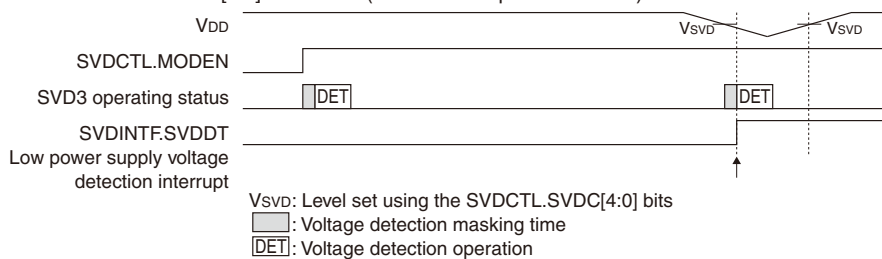 VDD
VSVD
VSVD
SVDCTL.MODEN
SVD3 operating status
DET
DET
SVDINTF.SVDDT
Low power supply voltage
detection interrupt
VSVD: Level set using the SVDCTL.SVDC[4:0] bits
: Voltage detection masking time
DET: Voltage detection operation